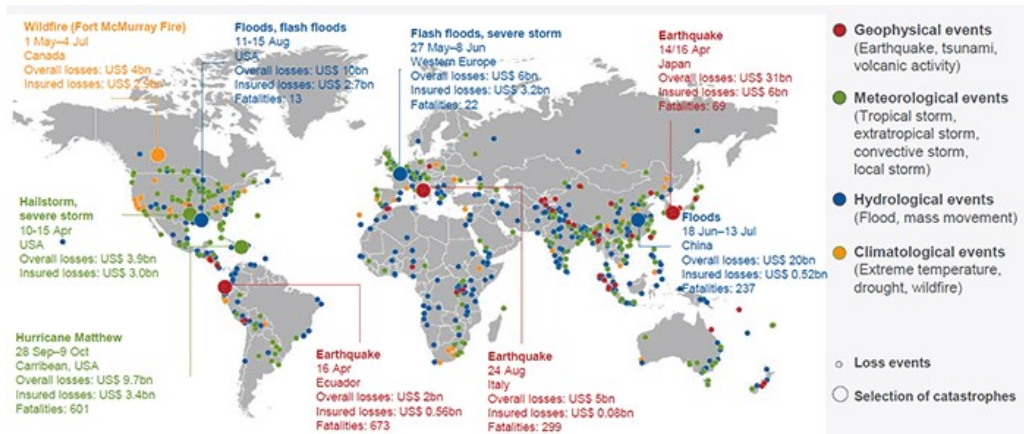 Wildfire (Fort McMurray Fire)
1 May–4 Jul
Canada
Overall losses: US$ 4bn
Insured losses: US$
Floods, flash floods
11-15 Aug
USA
Overall losses: US$ 10bn
Insured losses: US$ 2.7bn
Fatalities: 13
Flash floods, severe storm
27 May–8 Jun
Western Europe
Overall losses: US$ 6bn
Insured losses: US$ 3.2bn
Fatalities: 22
Earthquake
14/16 Apr
Japan
Overall losses: US$ 31bn
Insured losses: US$ 6bn
Fatalities: 69
Hailstorm,
severe storm
10-15 Apr
USA
Overall losses: US$ 3.9bn
Insured losses: US$ 3.0bn
Floods
18 Jun–13 Jul
China
Overall losses: US$ 20bn
Insured losses: US$ 0.52bn
Fatalities: 237
Hurricane Matthew
28 Sep–9 Oct
Carribean, USA
Overall losses: US$ 9.7bn
Insured losses: US$ 3.4bn
Fatalities: 601
Earthquake
16 Apr
Ecuador
Overall losses: US$ 2bn
Insured losses: US$ 0.56bn
Fatalities: 673
Earthquake
24 Aug
Italy
Overall losses: US$ 5bn
Insured losses: US$ 0.08bn
Fatalities: 299
Geophysical events
(Earthquake, tsunami,
volcanic activity)
Meteorological events
(Tropical storm,
extratropical storm,
convective storm,
local storm)
Hydrological events
(Flood, mass movement)
Climatological events
(Extreme temperature,
drought, wildfire)
Loss events
Selection of catastrophes